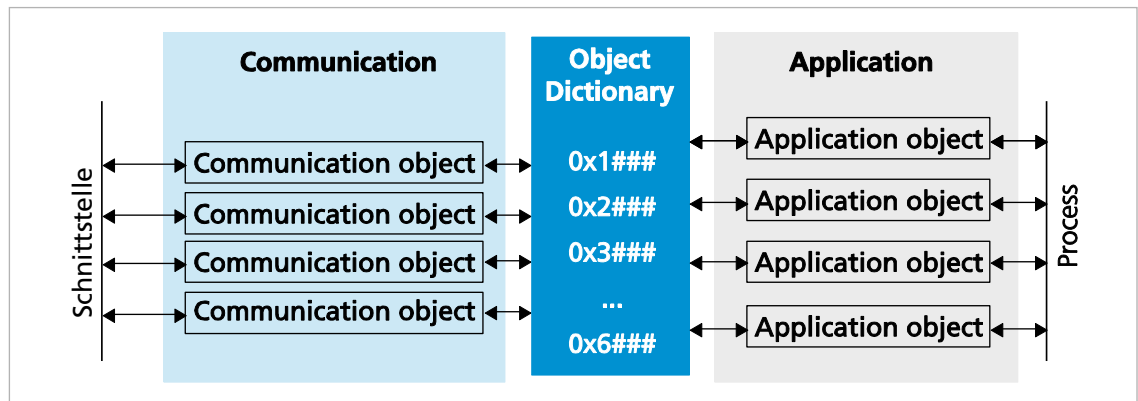 Schnittstelle
Communication
Communication object
Communication object
Communication object
Communication object
Object
Dictionary
0x1###
0x2###
0x3###
...
0x6###
Application
Application object
Application object
Application object
Application object
Process